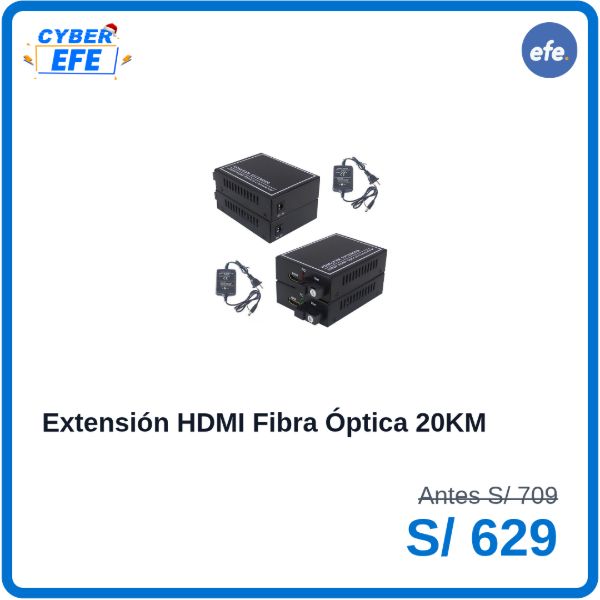 CYBER
EFE
efe.
Extensión HDMI Fibra Óptica 20KM
Antes S/ 709
S/ 629